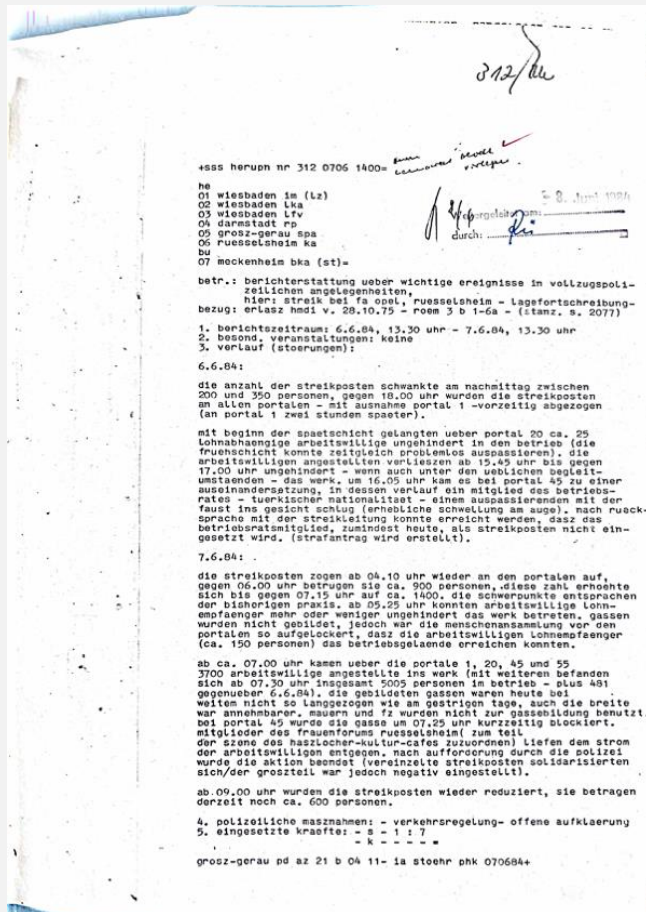 312/
+sss herupn nr 312 0706 1400=
he
01 wiesbaden im (lz)
02 wiesbaden lka
03 wiesbaden lfv
04 darmstadt rp
05 grosz-gerau spa
06 ruesselsheim ka
bu
07 meckenheim bka (st)=
8. Juni 1984
Weitergeleitet am:
durch:
betr.: berichterstattung ueber wichtige ereignisse im vollzugspoli-
zeilichen angelegenheiten,
hier: streik bei fa opel, ruesselsheim - lagefortschreibung-
bezug: erlasz hmdi v. 28.10.75 - roem 3 b 1-6a - (stanz. s. 2077)
1. berichtszeitraum: 6.6.84, 13.30 uhr - 7.6.84, 13.30 uhr
2. besond. veranstaltungen: keine
3. verlauf (stoerungen):
6.6.84:
die anzahl der streikposten schwankte am nachmittag zwischen
200 und 350 personen, gegen 18.00 uhr wurden die streikposten
an allen portalen - mit ausnahme portal 1 -vorzeitig abgezogen
(an portal 1 zwei stunden spaeter).
mit beginn der spaetschicht gelangten ueber portal 20 ca. 25
lohnabhaengige arbeitswillige ungehindert in den betrieb (die
fruehschicht konnte zeitgleich problemlos auspassieren). die
arbeitswilligen angestellten verlieszen ab 15.45 uhr bis gegen
17.00 uhr ungehindert - wenn auch unter den ueblichen begleit-
umstaenden - das werk. um 16.05 uhr kam es bei portal 45 zu einer
auseinandersetzung, in dessen verlauf ein mitglied des betriebs-
rates - tuerkischer nationalitaet - einem auspassierenden mit der
faust ins gesicht schlug (erhebliche schwellung am auge). nach rueck-
sprache mit der streikleitung konnte erreicht werden, dasz das
betriebsratsmitglied, zumindest heute, als streikposten nicht ein-
gesetzt wird. (strafantrag wird erstellt).
7.6.84:
die streikposten zogen ab 04.10 uhr wieder an den portalen auf,
gegen 06.00 uhr betrugen sie ca. 900 personen, diese zahl erhoehte
sich bis gegen 07.15 uhr auf ca. 1400. die schwerpunkte entsprachen
der bisherigen praxis. ab 05.25 uhr konnten arbeitswillige lohn-
empfaenger mehr oder weniger ungehindert das werk betreten. gassen
wurden nicht gebildet, jedoch war die menschenansammlung vor den
portalen so aufgelockert, dasz die arbeitswilligen lohnempfaenger
(ca. 150 personen) das betriebsgelaende erreichen konnten.
ab ca. 07.00 uhr kamen ueber die portale 1, 20, 45 und 55
3700 arbeitswillige angestellte ins werk (mit weiteren befanden
sich ab 07.30 uhr insgesamt 5005 personen im betrieb - plus 481
gegenueber 6.6.84). die gebildeten gassen waren heute bei
weitem nicht so langgezogen wie am gestrigen tage, auch die breite
war annehmbarer. mauern und fz wurden nicht zur gassebildung benutzt.
bei portal 45 wurde die gasse um 07.25 uhr kurzzeitig blockiert.
mitglieder des frauenforums ruesselsheim( zum teil
der szene des haszlocher-kultur-cafes zuzuordnen) liefen dem strom
der arbeitswilligen entgegen. nach aufforderung durch die polizei
wurde die aktion beendet (vereinzelte streikposten solidarisierten
sich/der groszteil war jedoch negativ eingestellt).
ab 09.00 uhr wurden die streikposten wieder reduziert, sie betragen
derzeit noch ca. 600 personen.
4. polizeiliche masznahmen: - verkehrsregelung- offene aufklaerung
5. eingesetzte kraefte: - s - 1 : 7
- k - - - - =
grosz-gerau pd az 21 b 04 11- ia stoehr phk 070684+